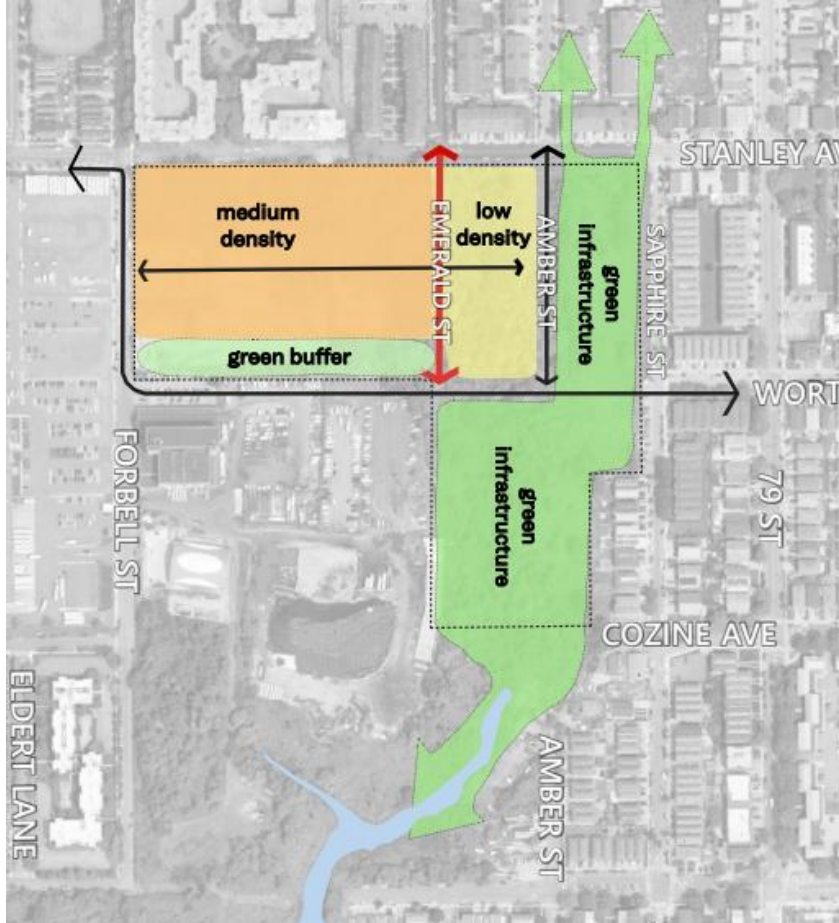 STANLEY AV
medium
density
low
density
EMERALD ST
AMBER ST
green
infrastructure
SAPPHIRE ST
green buffer
WORT
FORBELL ST
green
infrastructure
79 ST
COZINE AVE
ELDERT LANE
AMBER ST